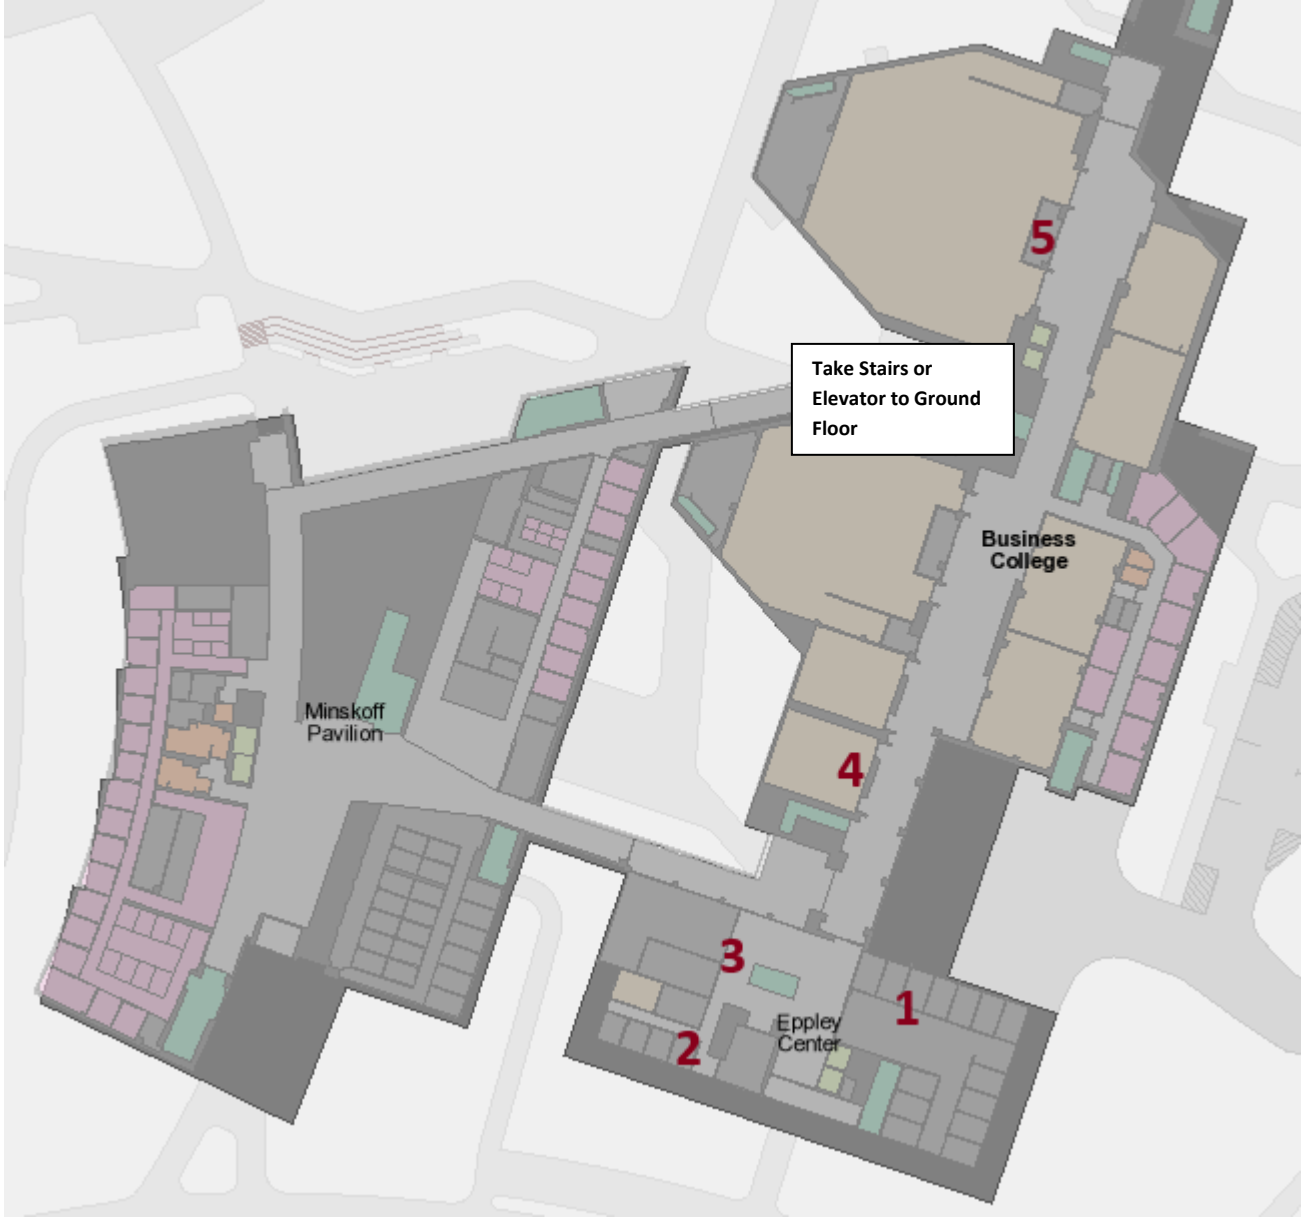 5
Take Stairs or
Elevator to Ground
Floor
Business
College
Minskoff
Pavilion
4
3
1
Eppley
Center
2